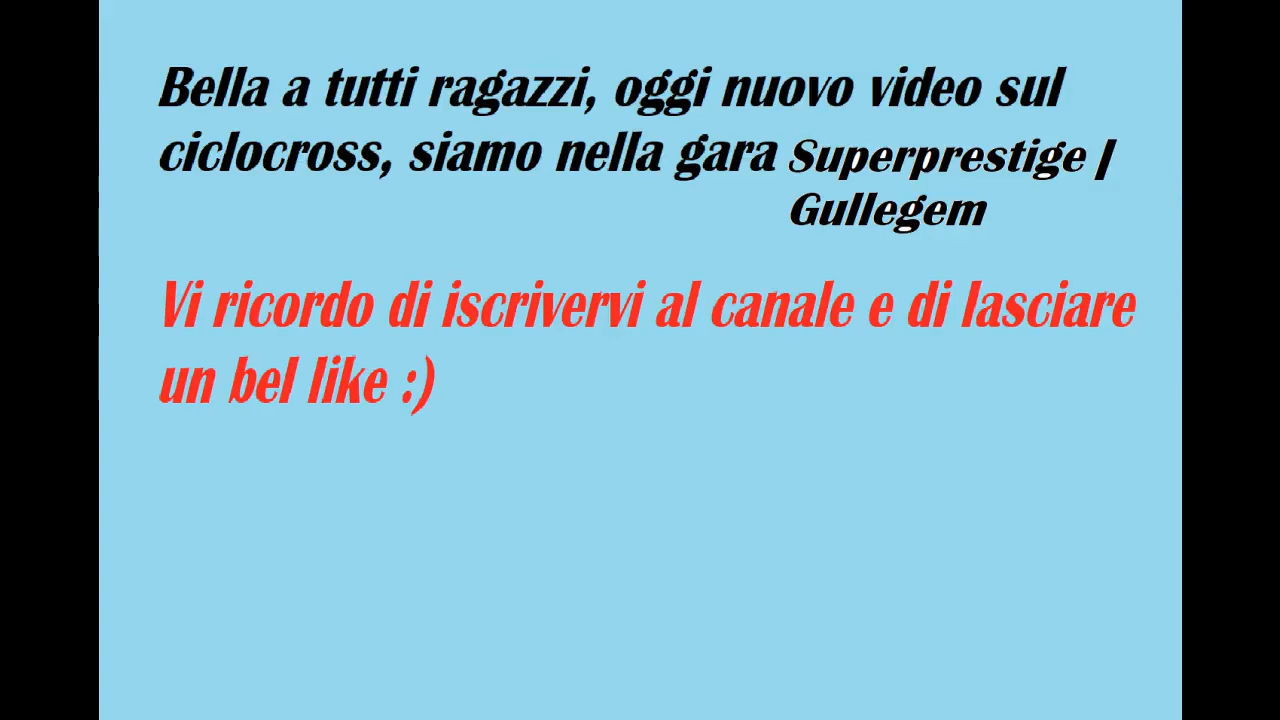 Bella a tutti ragazzi, oggi nuovo video sul
ciclocross, siamo nella gara Superprestige |
Gullegem
Vi ricordo di iscrivervi al canale e di lasciare
un bel like :)